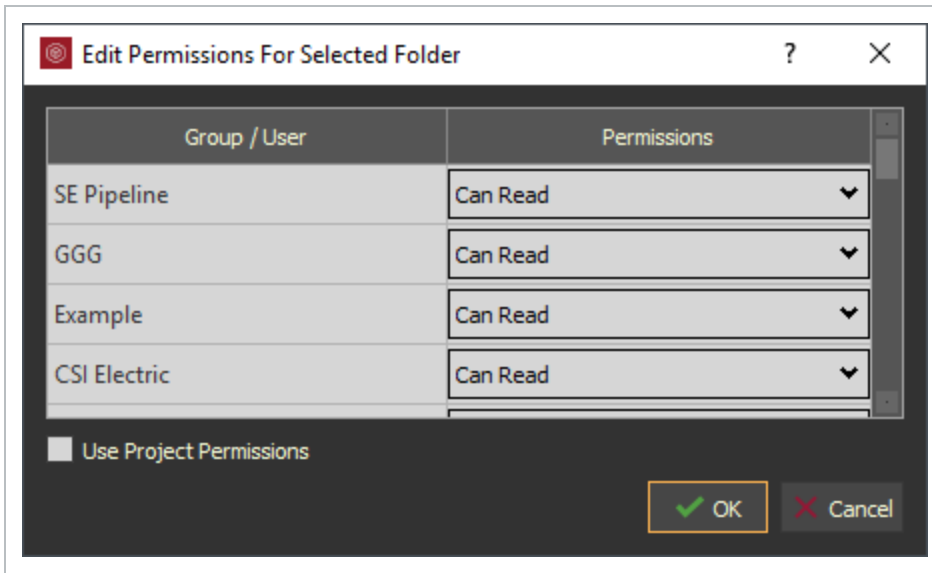 Edit Permissions For Selected Folder ?
Group / User Permissions
SE Pipeline Can Read
GGG Can Read
Example Can Read
CSI Electric Can Read
Use Project Permissions
OK Cancel